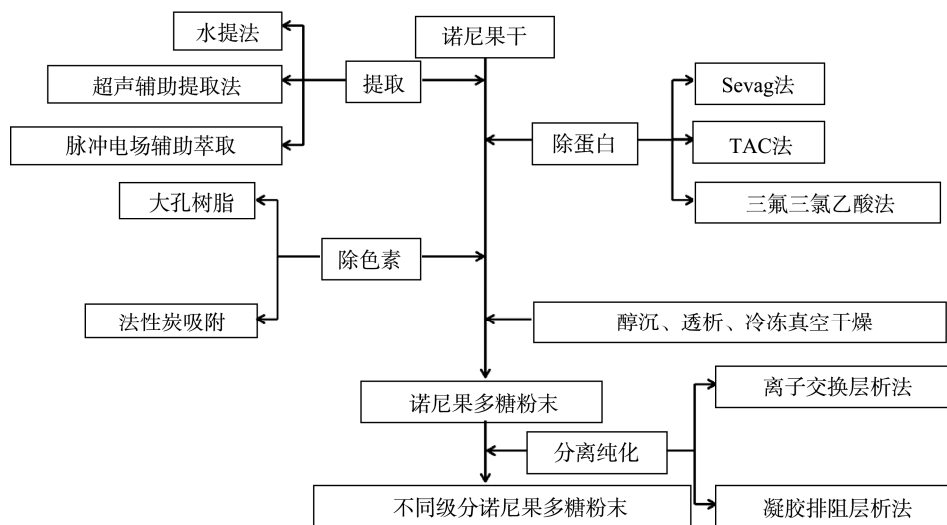 水提法
诺尼果干
超声辅助提取法
提取
Sevag法
脉冲电场辅助萃取
除蛋白
TAC法
大孔树脂
三氟三氯乙酸法
除色素
法性炭吸附
醇沉、透析、冷冻真空干燥
诺尼果多糖粉末
离子交换层析法
分离纯化
不同级分诺尼果多糖粉末
凝胶排阻层析法